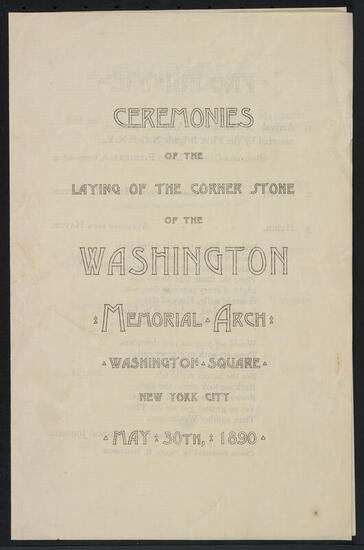 CEREMONIES
OF THE
LAYING OF THE CORNER STONE
OF THE
WASHINGTON
MEMORIAL ARCH
WASHINGTON SQUARE
NEW YORK CITY
MAY 30TH, 1890